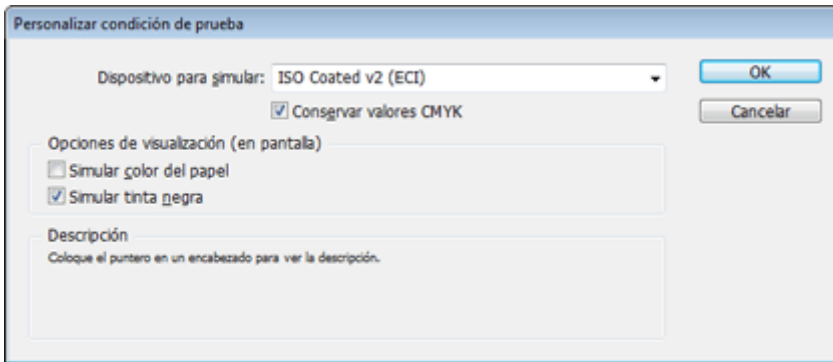 Personalizar condición de prueba
Dispositivo para simular: ISO Coated v2 (ECI)
OK
Conservar valores CMYK
Cancelar
Opciones de visualización (en pantalla)
Simular color del papel
Simular tinta negra
Descripción
Coloque el puntero en un encabezado para ver la descripción.